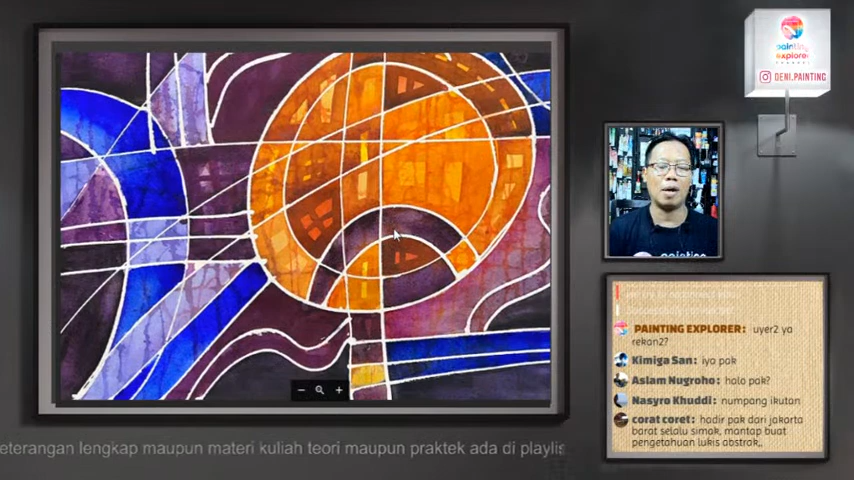 painting
explorer
DENI.PAINTING
PAINTING EXPLORER: uyer2 ya
rekan2?
Kimiga San: iya pak
Aslam Nugroho: halo pak?
Nasyro Khuddi: numpang ikutan
corat coret: hadir pak dari jakarta
barat selalu simak, mantap buat
pengetahuan lukis abstrak,,
eterangan lengkap maupun materi kuliah teori maupun praktek ada di playlis